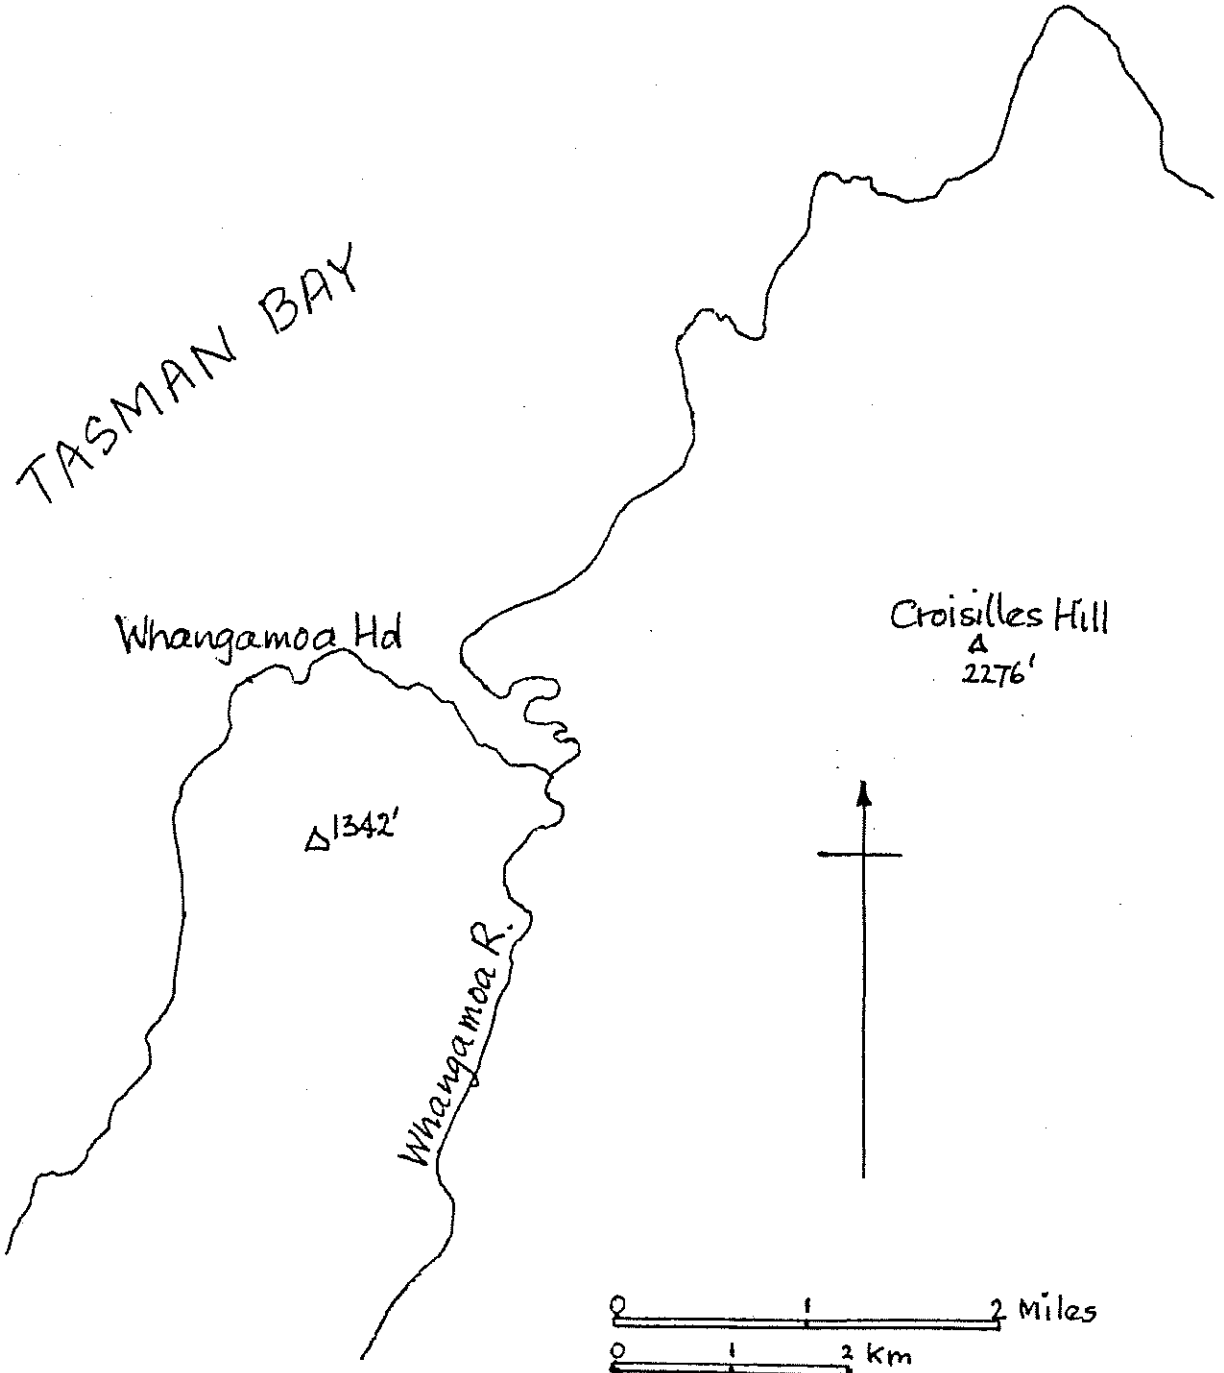 TASMAN BAY
Whangamoa Hd
Croisilles Hill
2276'
1342'
Whangamoa R.
0 1 2 Miles
0 1 2 Km